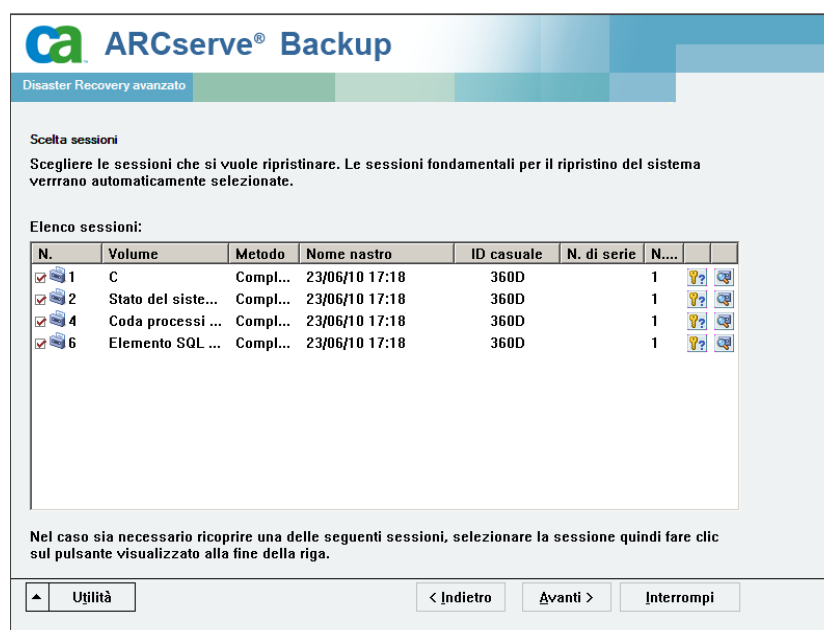 ca ARCserve® Backup
Disaster Recovery avanzato
Scelta sessioni
Scegliere le sessioni che si vuole ripristinare. Le sessioni fondamentali per il ripristino del sistema
verrrano automaticamente selezionate.
Elenco sessioni:
N. Volume Metodo Nome nastro ID casuale N. di serie N....
1 C Compl... 23/06/10 17:18 360D 1
2 Stato del siste... Compl... 23/06/10 17:18 360D 1
4 Coda processi ... Compl... 23/06/10 17:18 360D 1
6 Elemento SQL ... Compl... 23/06/10 17:18 360D 1
Nel caso sia necessario ricoprire una delle seguenti sessioni, selezionare la sessione quindi fare clic
sul pulsante visualizzato alla fine della riga.
Utilità < Indietro Avanti > Interrompi